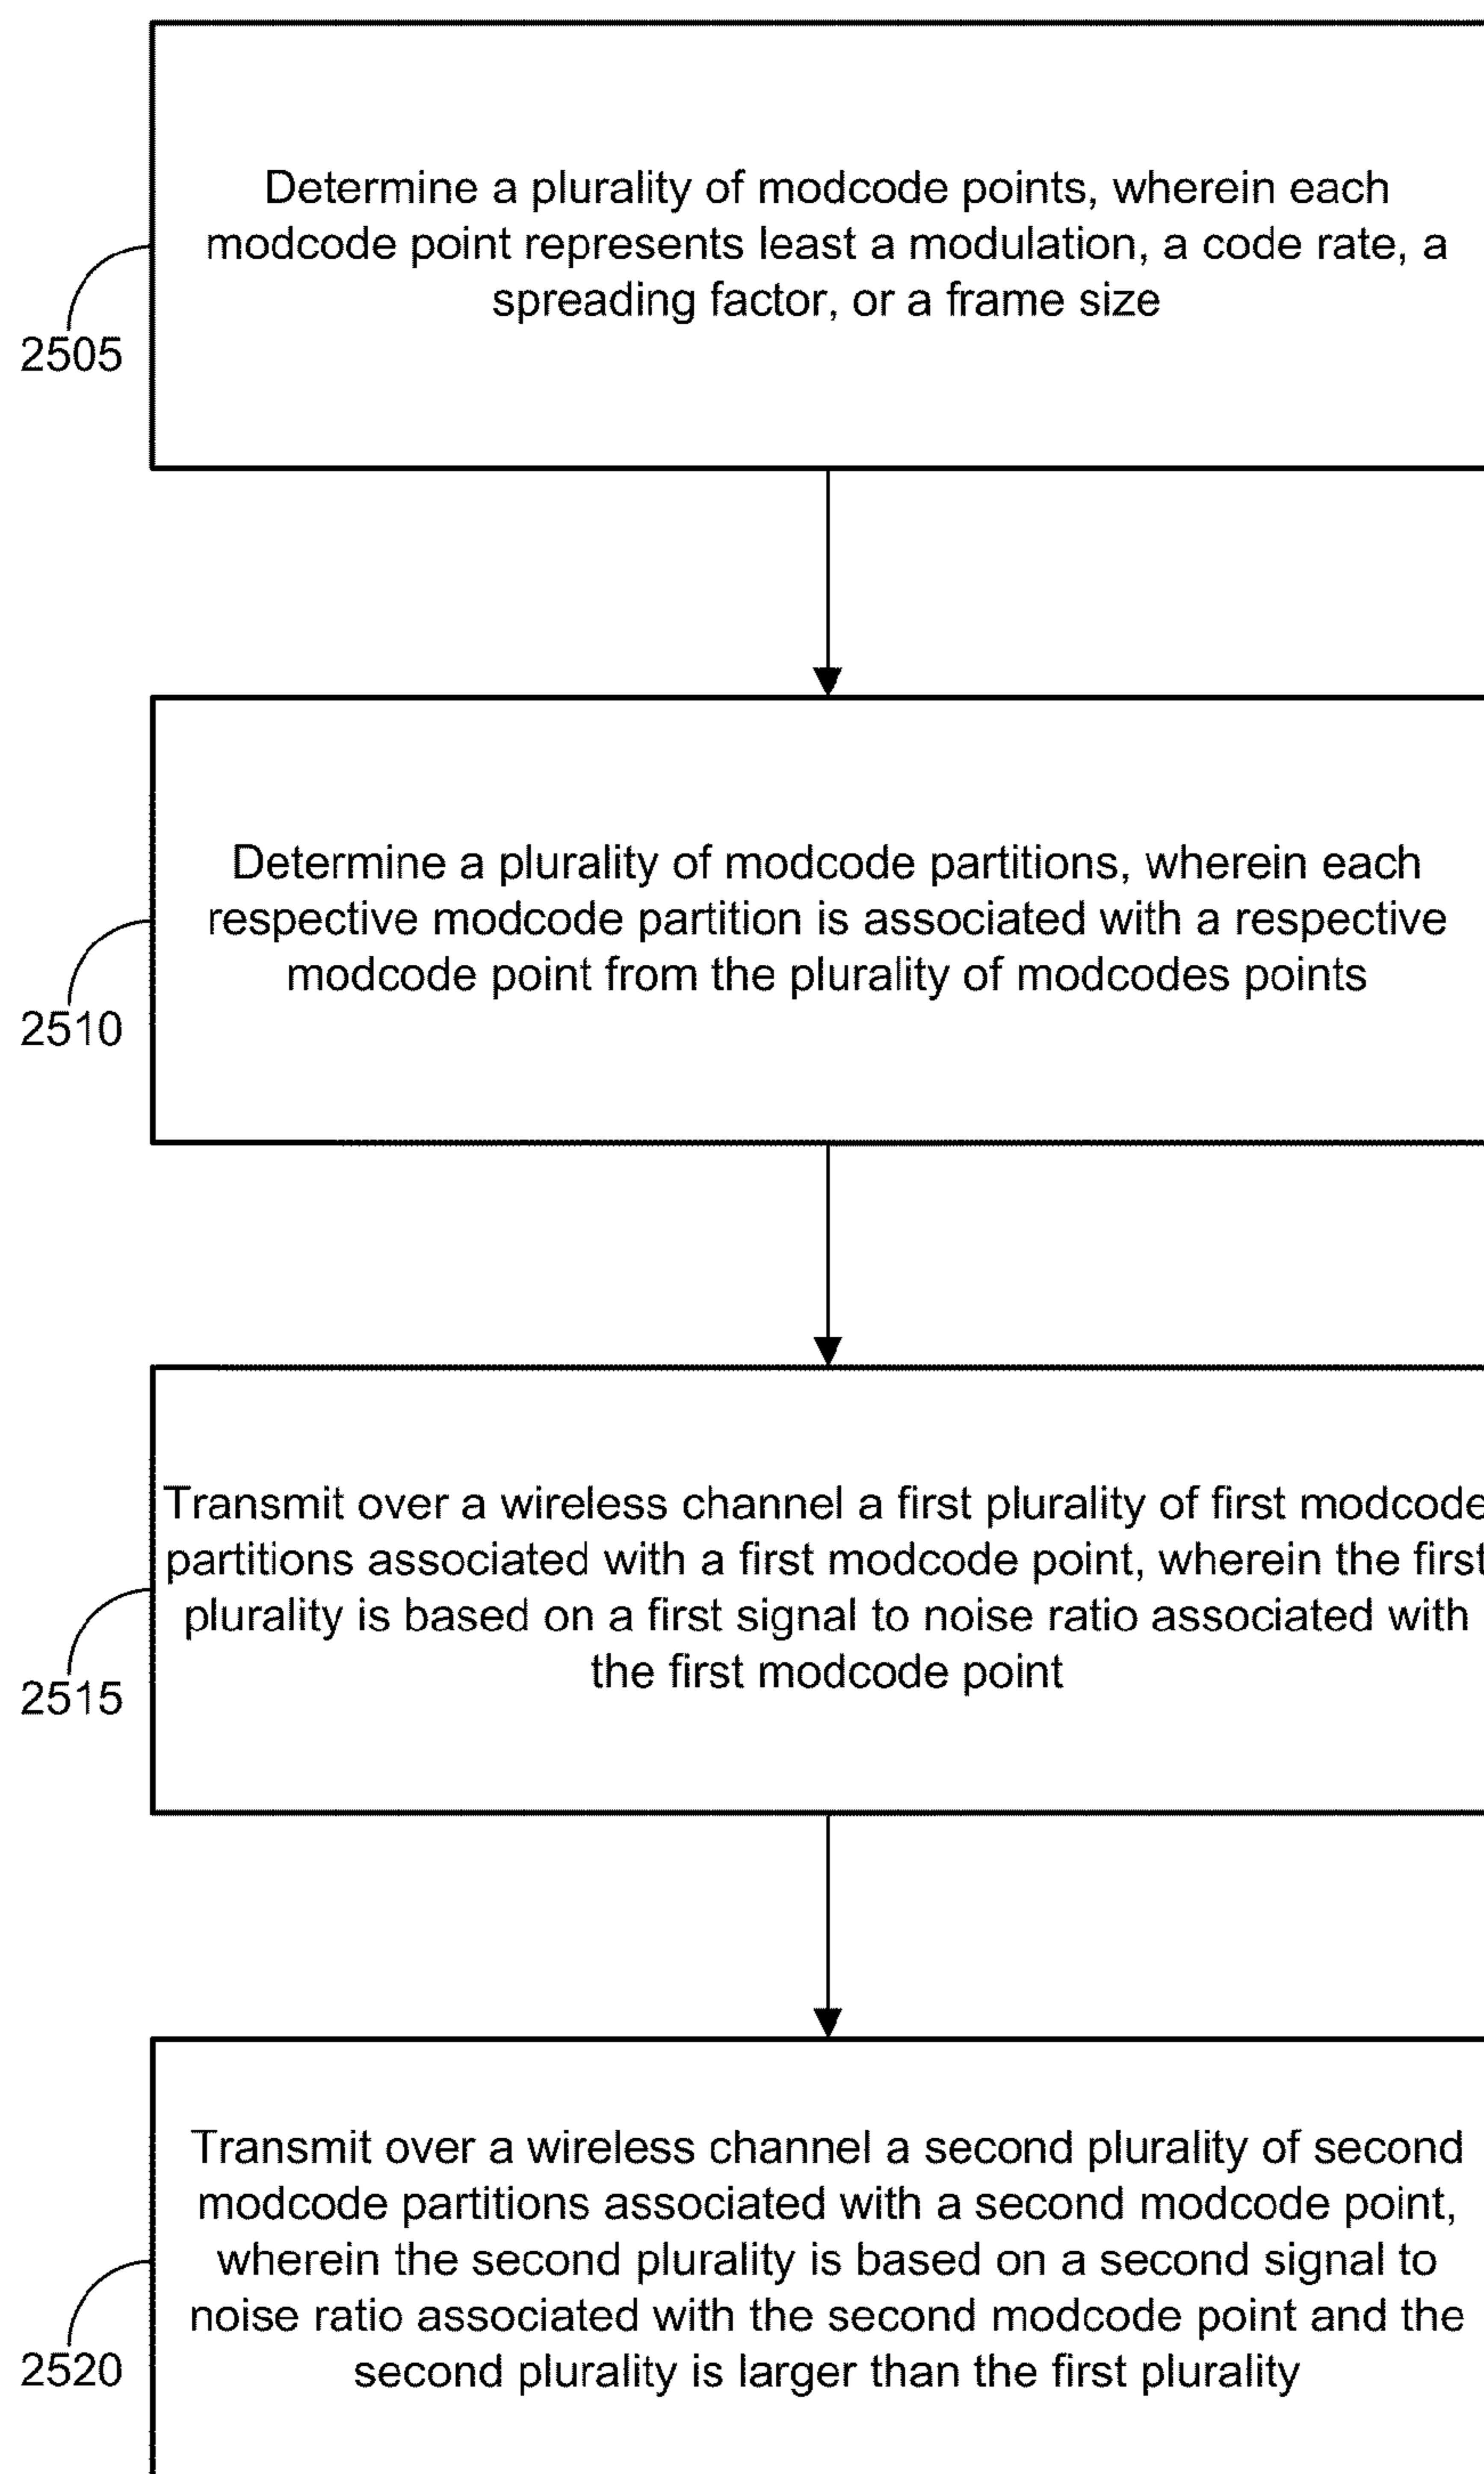 Determine a plurality of modcode points, wherein each
modcode point represents least a modulation, a code rate, a
spreading factor, or a frame size
2505
Determine a plurality of modcode partitions, wherein each
respective modcode partition is associated with a respective
modcode point from the plurality of modcodes points
2510
Transmit over a wireless channel a first plurality of first modcode
partitions associated with a first modcode point, wherein the first
plurality is based on a first signal to noise ratio associated with
the first modcode point
2515
Transmit over a wireless channel a second plurality of second
modcode partitions associated with a second modcode point,
wherein the second plurality is based on a second signal to
noise ratio associated with the second modcode point and the
second plurality is larger than the first plurality
2520